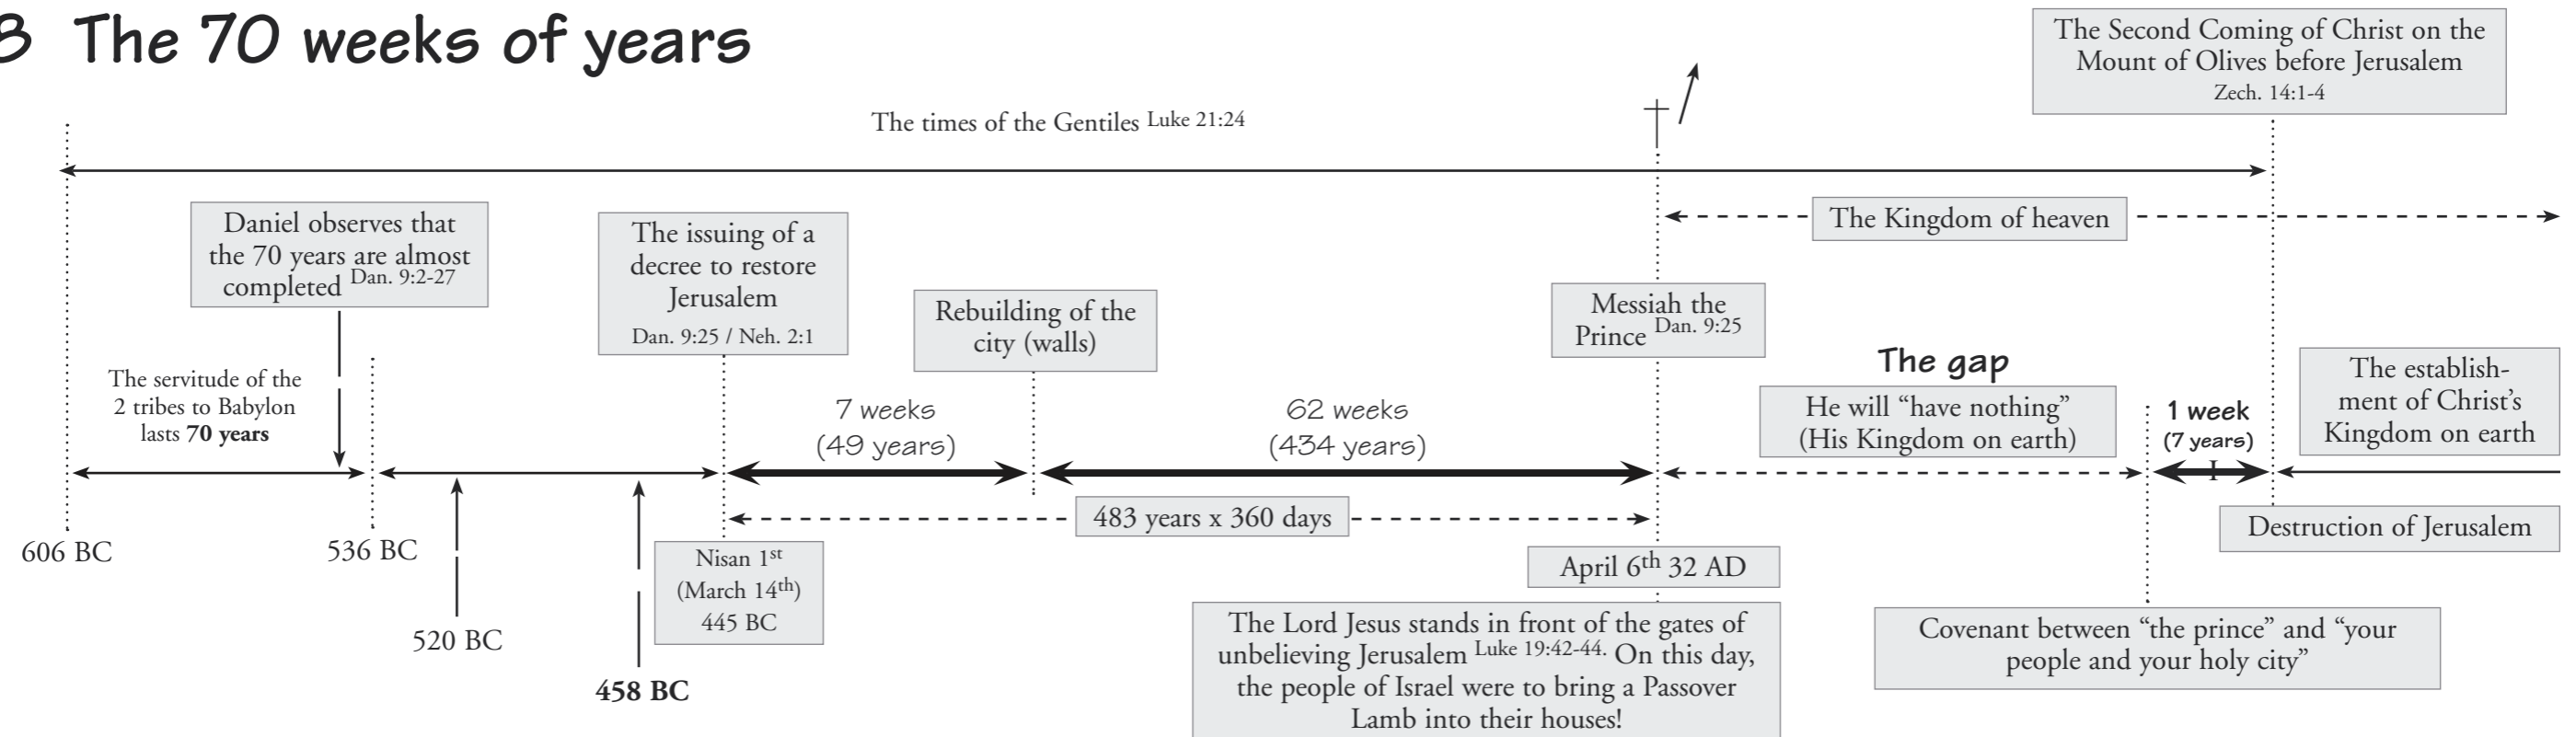 8 The 70 weeks of years
The Second Coming of Christ on the
Mount of Olives before Jerusalem
Zech. 14:1-4
The times of the Gentiles Luke 21:24
The Kingdom of heaven
Daniel observes that
the 70 years are almost
completed Dan. 9:2-27
The issuing of a
decree to restore
Jerusalem
Dan. 9:25 / Neh. 2:1
Rebuilding of the
city (walls)
Messiah the
Prince Dan. 9:25
The gap
He will “have nothing”
(His Kingdom on earth)
1 week
(7 years)
I
The establish-
ment of Christ’s
Kingdom on earth
The servitude of the
2 tribes to Babylon
lasts 70 years
7 weeks
(49 years)
62 weeks
(434 years)
483 years x 360 days
606 BC
536 BC
520 BC
458 BC
Nisan 1st
(March 14th)
445 BC
April 6th 32 AD
The Lord Jesus stands in front of the gates of
unbelieving Jerusalem Luke 19:42-44. On this day,
the people of Israel were to bring a Passover
Lamb into their houses!
Destruction of Jerusalem
Covenant between “the prince” and “your
people and your holy city”